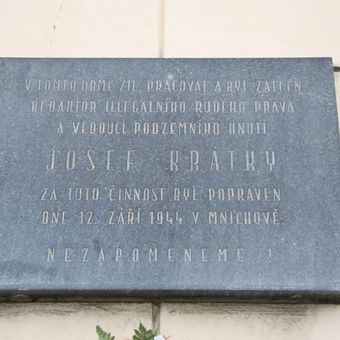 V TOMTO DOMĚ ŽIL, PRACOVAL A BYL ZATČEN
REDAKTOR ILLEGÁLNÍHO RUDÉHO PRÁVA
A VEDOUCÍ PODZEMNÍHO HNUTÍ,
JOSEF KRÁTKÝ
ZA TUTO ČINNOST BYL POPRAVEN
DNE 12. ZÁŘÍ 1944 V MNICHOVĚ.
NEZAPOMENEME!